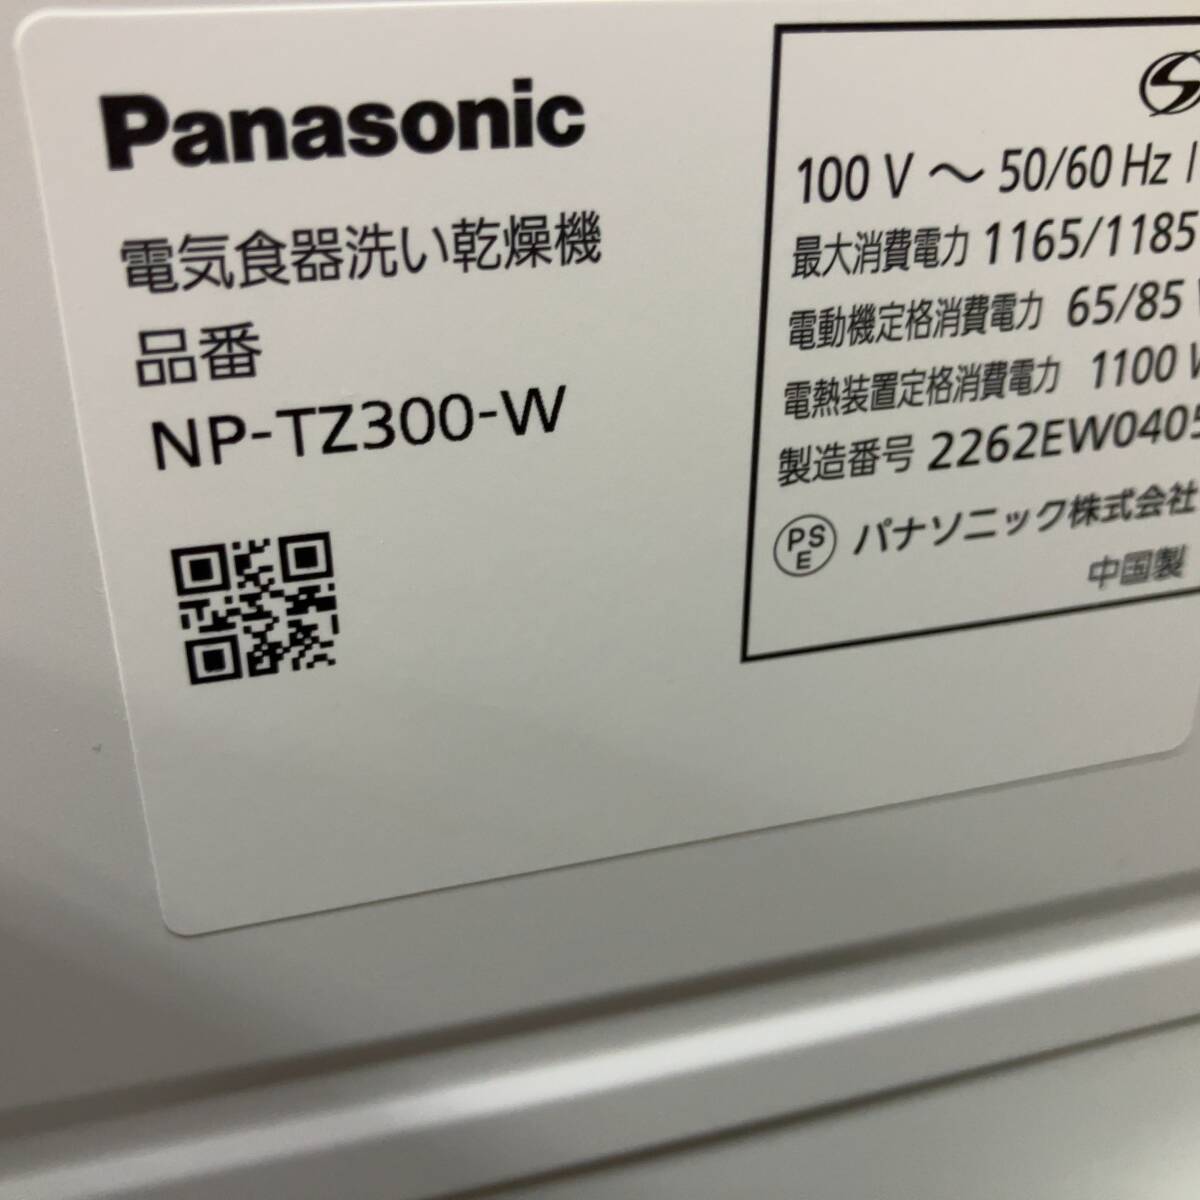 Panasonic
電気食器洗い乾燥機
品番
NP-TZ300-W
100 V ～ 50/60 Hz
最大消費電力 1165/1185
電動機定格消費電力 65/85
電熱装置定格消費電力 1100 W
製造番号 2262EW0405
PS
E
パナソニック株式会社
中国製